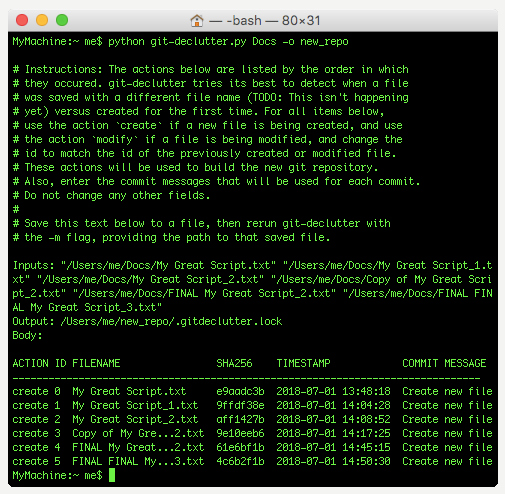 — -bash — 80×31
MyMachine:~ me$ python git-declutter.py Docs -o new_repo
# Instructions: The actions below are listed by the order in which
# they occured. git-declutter tries its best to detect when a file
# was saved with a different file name (TODO: This isn't happening
# yet) versus created for the first time. For all items below,
# use the action `create` if a new file is being created, and use
# the action `modify` if a file is being modified, and change the
# id to match the id of the previously created or modified file.
# These actions will be used to build the new git repository.
# Also, enter the commit messages that will be used for each commit.
# Do not change any other fields.
#
# Save this text below to a file, then rerun git-declutter with
# the -m flag, providing the path to that saved file.
Inputs: "/Users/me/Docs/My Great Script.txt" "/Users/me/Docs/My Great Script_1.t
xt" "/Users/me/Docs/My Great Script_2.txt" "/Users/me/Docs/Copy of My Great Scri
pt_2.txt" "/Users/me/Docs/FINAL My Great Script_2.txt" "/Users/me/Docs/FINAL FIN
AL My Great Script_3.txt"
Output: /Users/me/new_repo/.gitdeclutter.lock
Body:
ACTION ID FILENAME SHA256 TIMESTAMP COMMIT MESSAGE
------------------------------------------------------------------------------
create 0 My Great Script.txt e9aadc3b 2018-07-01 13:48:18 Create new file
create 1 My Great Script_1.txt 9ffdf38e 2018-07-01 14:04:28 Create new file
create 2 My Great Script_2.txt aff1427b 2018-07-01 14:08:52 Create new file
create 3 Copy of My Gre...2.txt 9e10eeb6 2018-07-01 14:17:25 Create new file
create 4 FINAL My Great...2.txt 61e6bf1b 2018-07-01 14:45:15 Create new file
create 5 FINAL FINAL My...3.txt 4c6b2f1b 2018-07-01 14:50:30 Create new file
MyMachine:~ me$